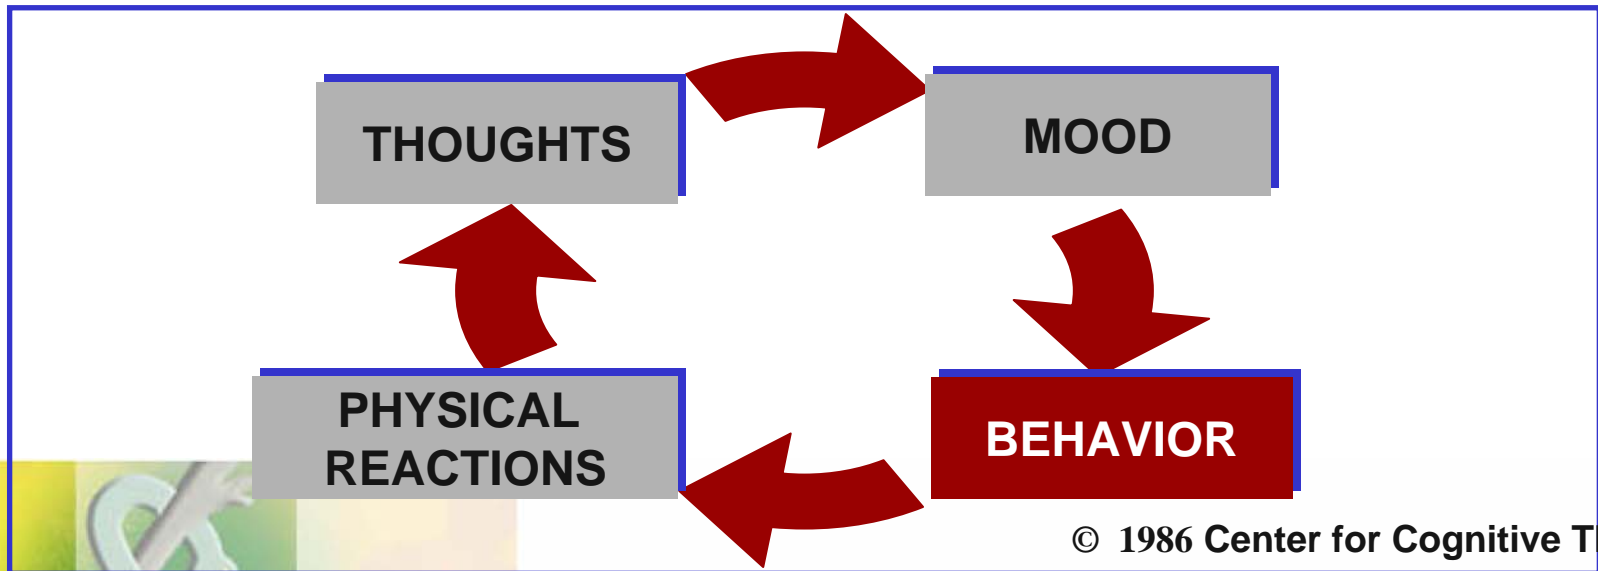 THOUGHTS
MOOD
PHYSICAL
REACTIONS
BEHAVIOR
© 1986 Center for Cognitive